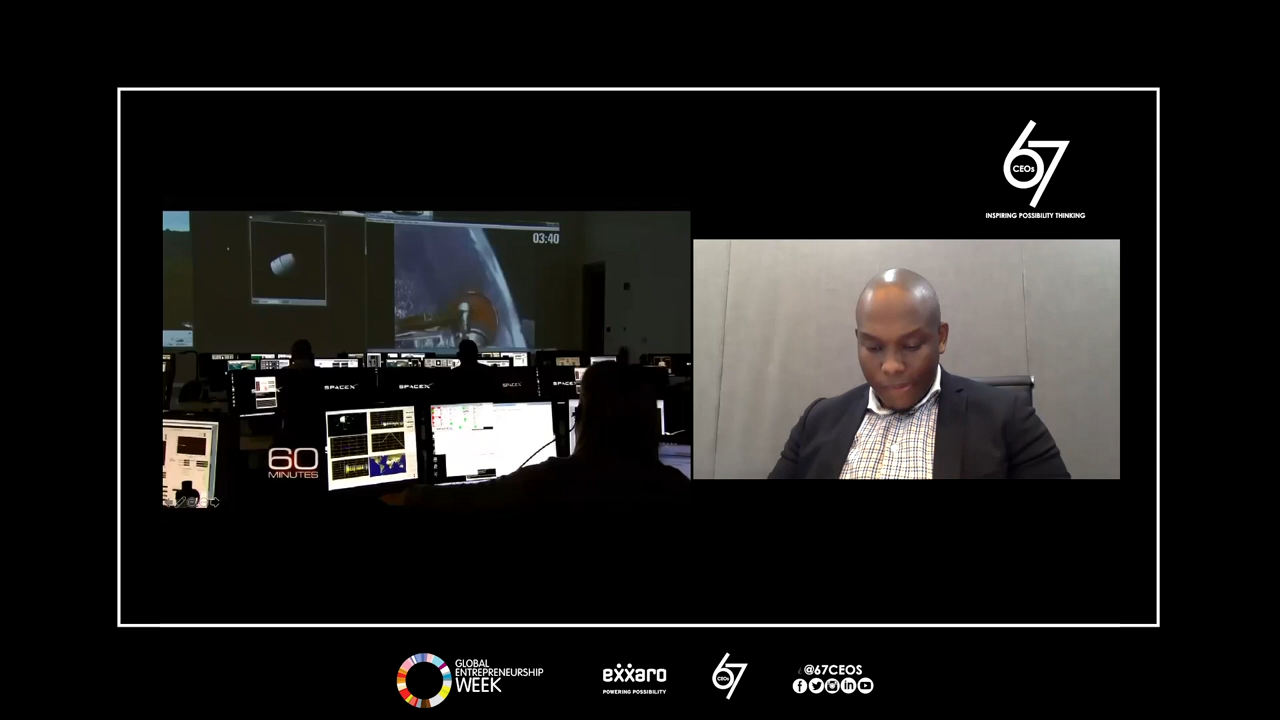 67
CEOs
INSPIRING POSSIBILITY THINKING
03:40
SPACEX
SPACEX
SPACEX
SPACEX
60
MINUTES
GLOBAL
ENTREPRENEURSHIP
WEEK
exxaro
POWERING POSSIBILITY
67
CEOs
@67CEOS